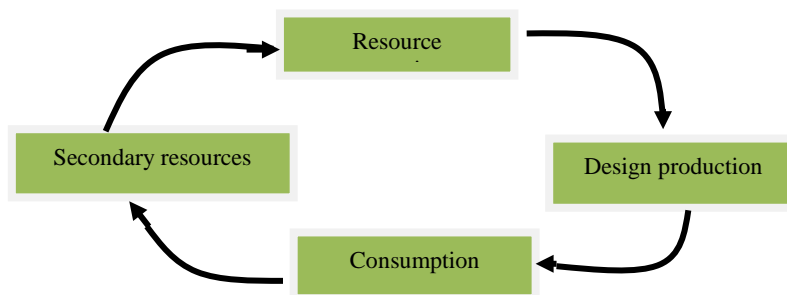 Resource
Design production
Consumption
Secondary resources